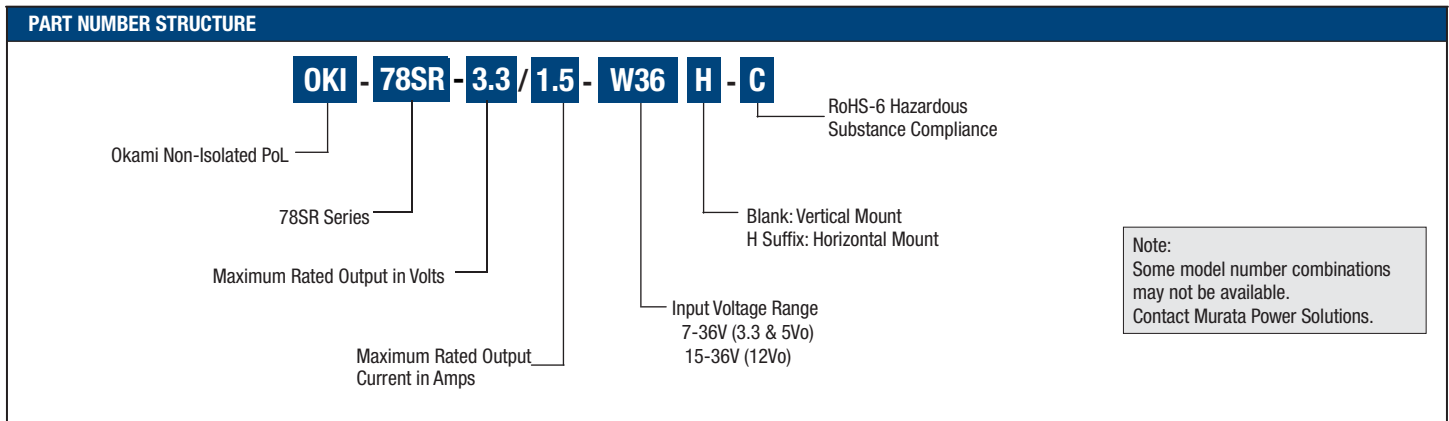 PART NUMBER STRUCTURE
OKI - 78SR - 3.3 / 1.5 - W36 H - C
RoHS-6 Hazardous
Substance Compliance
Okami Non-Isolated PoL
78SR Series
Blank: Vertical Mount
H Suffix: Horizontal Mount
Maximum Rated Output in Volts
Input Voltage Range
7-36V (3.3 & 5Vo)
15-36V (12Vo)
Maximum Rated Output
Current in Amps
Note:
Some model number combinations
may not be available.
Contact Murata Power Solutions.